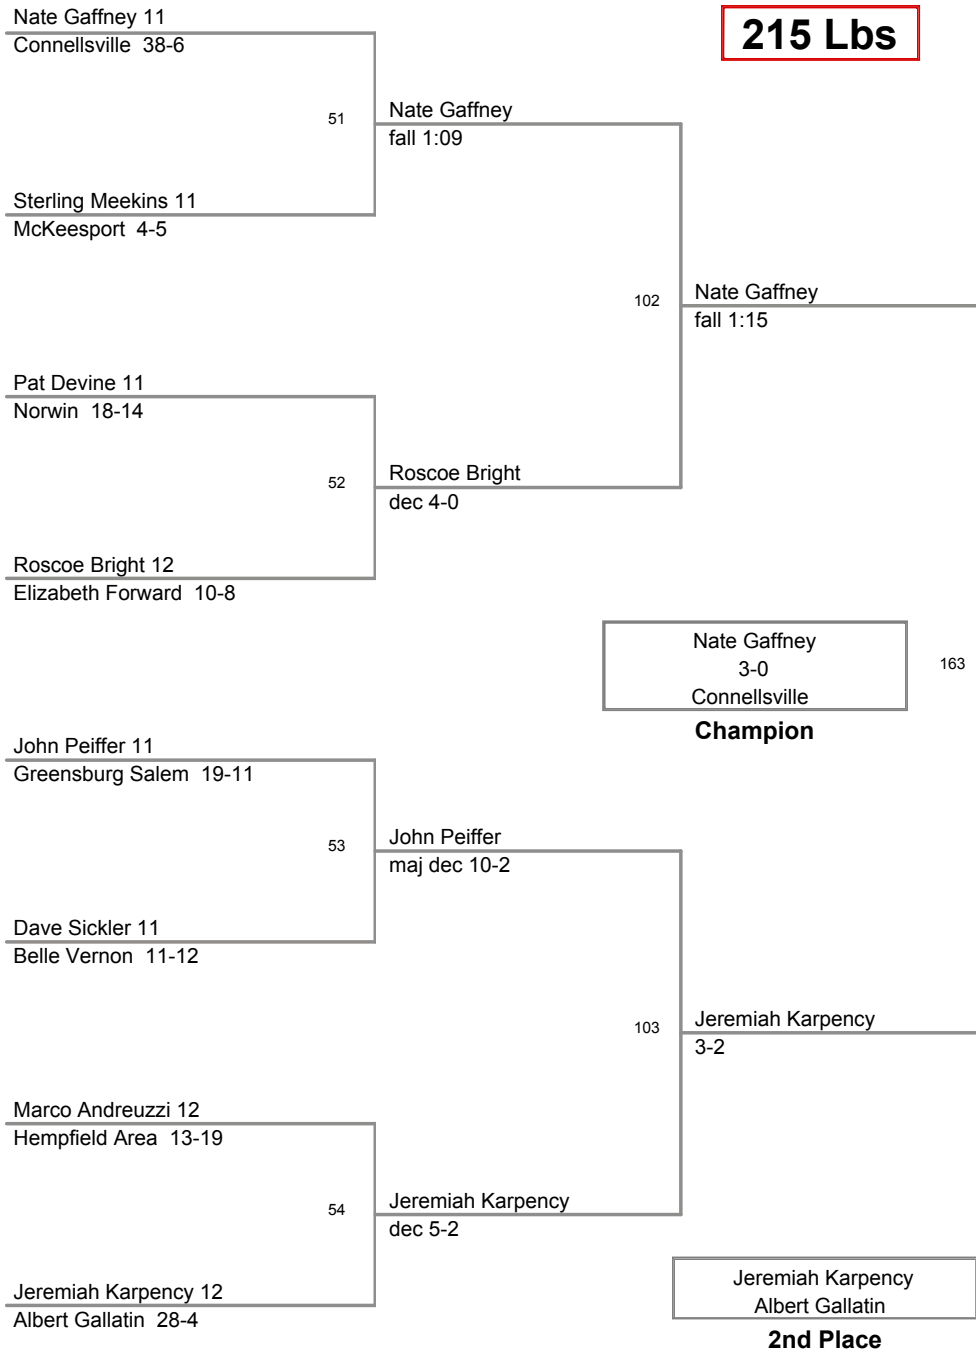 Nate Gaffney 11
Connellsville 38-6
215 Lbs
51
Nate Gaffney
fall 1:09
Sterling Meekins 11
McKeesport 4-5
102
Nate Gaffney
fall 1:15
Pat Devine 11
Norwin 18-14
52
Roscoe Bright
dec 4-0
Roscoe Bright 12
Elizabeth Forward 10-8
Nate Gaffney
3-0
Connellsville
163
Champion
John Peiffer 11
Greensburg Salem 19-11
53
John Peiffer
maj dec 10-2
Dave Sickler 11
Belle Vernon 11-12
103
Jeremiah Karpency
3-2
Marco Andreuzzi 12
Hempfield Area 13-19
54
Jeremiah Karpency
dec 5-2
Jeremiah Karpency 12
Albert Gallatin 28-4
Jeremiah Karpency
Albert Gallatin
2nd Place